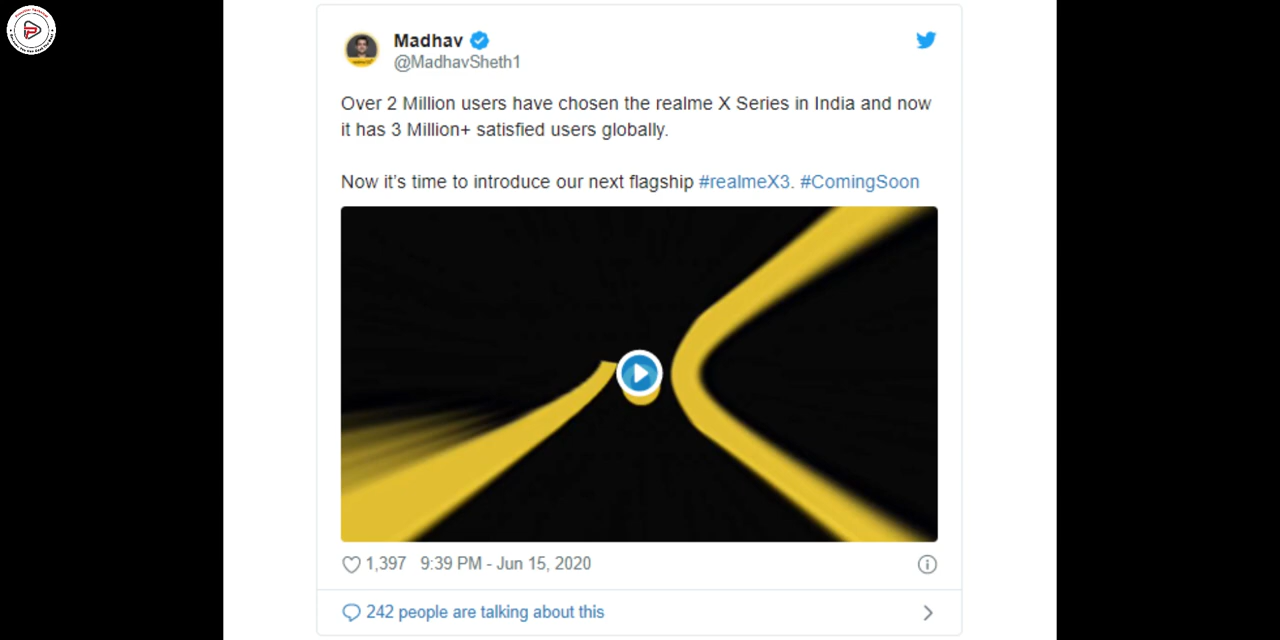 Madhav
@MadhavSheth1
Over 2 Million users have chosen the realme X Series in India and now
it has 3 Million+ satisfied users globally.
Now it's time to introduce our next flagship #realmeX3. #ComingSoon
1,397 9:39 PM - Jun 15, 2020
242 people are talking about this